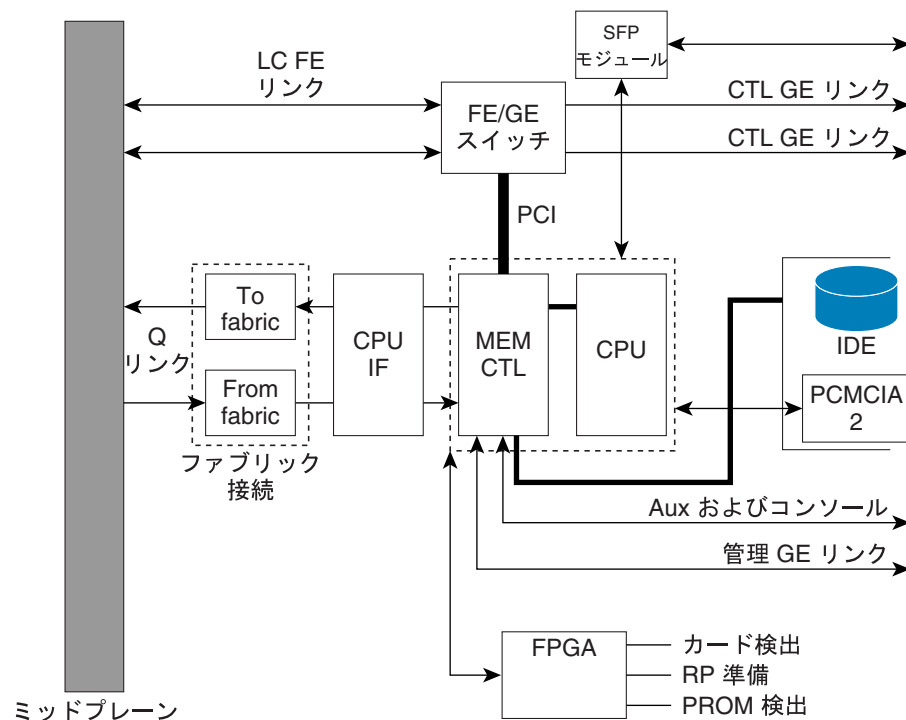 SFP
モジュール
LC FE
リンク
FE/GE
スイッチ
CTL GE リンク
CTL GE リンク
PCI
To
fabric
Q
リンク
From
fabric
ファブリック
接続
CPU
IF
MEM
CTL
CPU
IDE
PCMCIA
2
Aux およびコンソール
管理 GE リンク
FPGA
カード検出
RP 準備
PROM 検出
ミッドプレーン